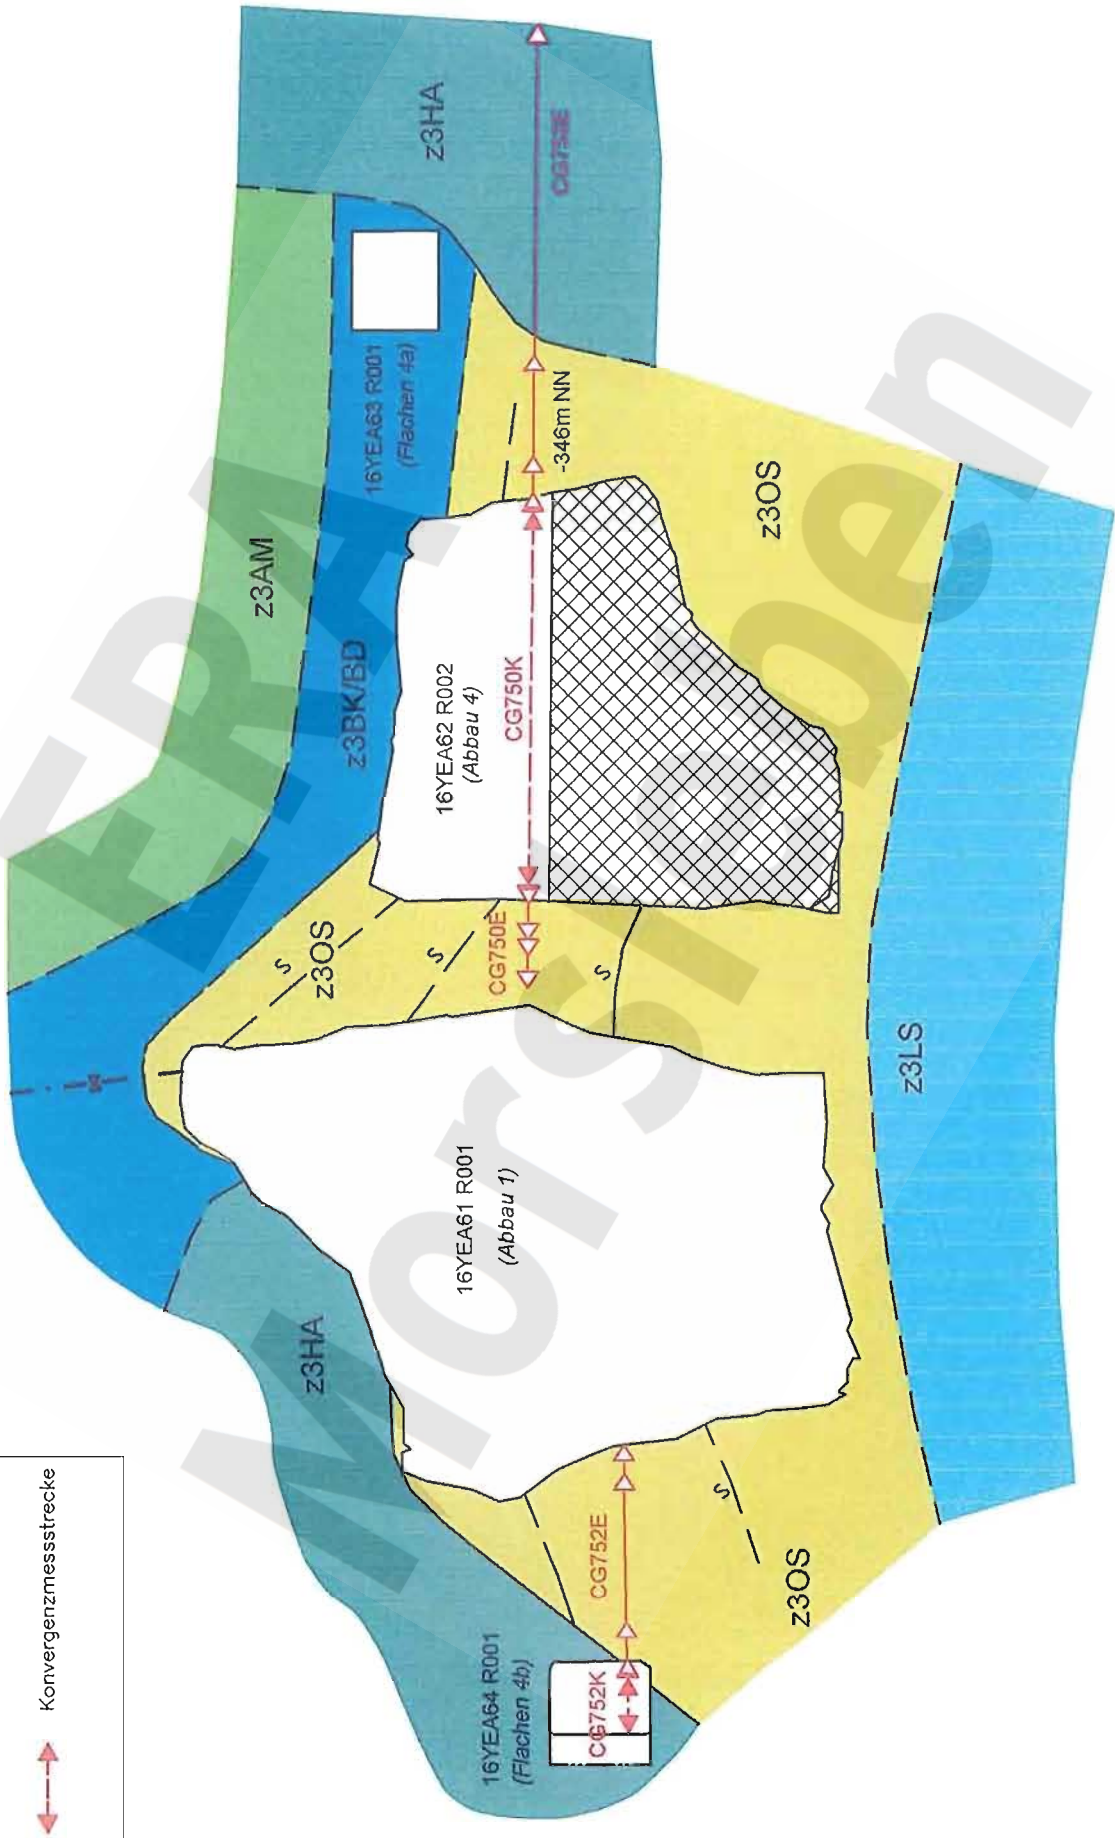 Konvergenzmessstrecke
16YEA64 R001
(Flachen 4b)
CG752K
CG752E
z3OS
S
z3HA
16YEA61 R001
(Abbau 1)
z3LS
S
z3OS
S
CG750E
S
16YEA62 R002
(Abbau 4)
CG750K
z3BK/BD
z3AM
16YEA63 R001
(Flachen 4a)
-346m NN
z3OS
z3HA
ERA Morsleben